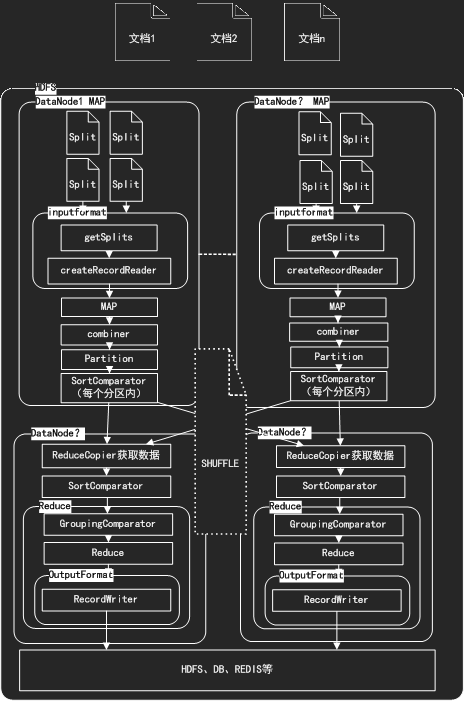 文档1
文档2
文档n
HDFS
DataNode1 MAP
DataNode? MAP
Split
Split
Split
Split
Split
Split
Split
Split
inputformat
inputformat
getSplits
getSplits
createRecordReader
createRecordReader
MAP
MAP
combiner
combiner
Partition
Partition
SortComparator
(每个分区内)
SortComparator
(每个分区内)
DataNode?
DataNode?
ReduceCopier获取数据
SHUFFLE
ReduceCopier获取数据
SortComparator
SortComparator
Reduce
Reduce
GroupingComparator
GroupingComparator
Reduce
Reduce
OutputFormat
OutputFormat
RecordWriter
RecordWriter
HDFS、DB、REDIS等